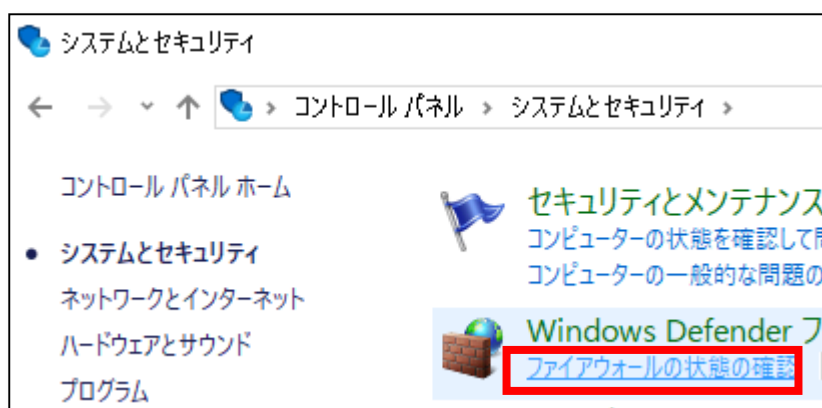 システムとセキュリティ
コントロール パネル › システムとセキュリティ ›
コントロール パネル ホーム
システムとセキュリティ
ネットワークとインターネット
ハードウェアとサウンド
プログラム
セキュリティとメンテナンス
コンピューターの状態を確認して
コンピューターの一般的な問題の
Windows Defender フ
ファイアウォールの状態の確認